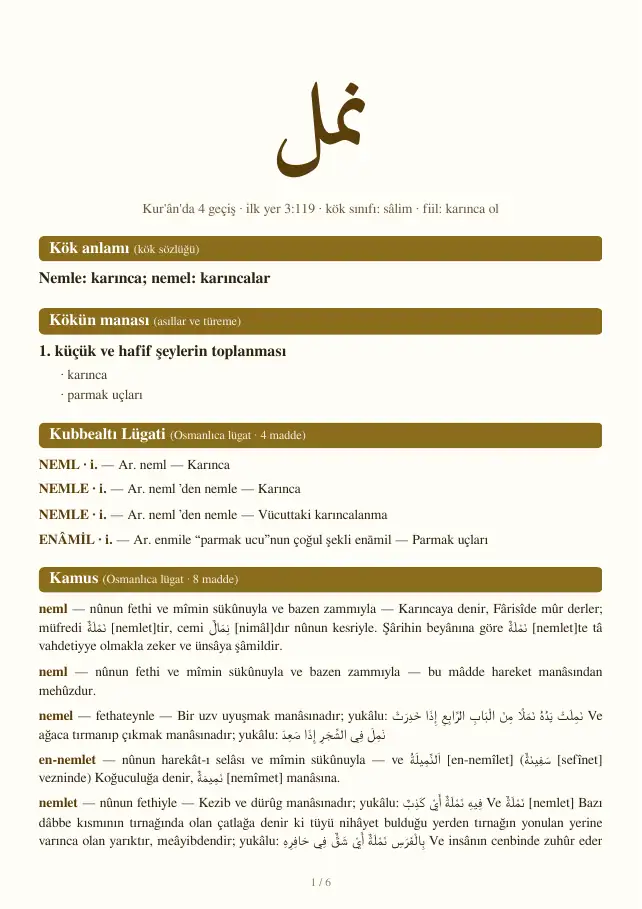 نمل
Kur'ân'da 4 geçiş · ilk yer 3:119 · kök sınıfı: sâlim · fiil: karınca ol
Kök anlamı (kök sözlüğü)
Nemle: karınca; nemel: karıncalar
Kökün manası (asıllar ve türeme)
1. küçük ve hafif şeylerin toplanması
· karınca
· parmak uçları
Kubbealtı Lügati (Osmanlıca lügat · 4 madde)
NEML · i. — Ar. neml — Karınca
NEMLE · i. — Ar. neml 'den nemle — Karınca
NEMLE · i. — Ar. neml 'den nemle — Vücuttaki karıncalanma
ENÂMİL · i. — Ar. enmile “parmak ucu”nun çoğul şekli enāmil — Parmak uçları
Kamus (Osmanlıca lügat · 8 madde)
neml — nûnun fethi ve mîmin sükûnuyla ve bazen zammıyla — Karıncaya denir, Fârisîde mûr derler;
müfredi نَمْلَةٌ [nemlet]tir, cemi نِمَالٌ [nimâl]dır nûnun kesriyle. Şârihin beyânına göre نَمْلَةٌ [nemlet]te tâ
vahdetiyye olmakla zeker ve ünsâya şâmildir.
neml — nûnun fethi ve mîmin sükûnuyla ve bazen zammıyla — bu mâdde hareket manâsından
mehûzdur.
nemel — fethateynle — Bir uzv uyuşmak manâsınadır; yukâlu: نَمِلَتْ يَدُهُ نَمَلًا مِنَ الْبَابِ الرَّابِعِ إِذَا خَدِرَتْ Ve
ağaca tırmanıp çıkmak manâsınadır; yukâlu: نَمِلَ فِي الشَّجَرِ إِذَا صَعِدَ
en-nemlet — nûnun harekât-ı selâsı ve mîmin sükûnuyla — ve اَلنَّمِيلَةُ [en-nemîlet] (سَفِينَةٌ [sefînet]
vezninde) Koğuculuğa denir, نَمِيمَةٌ [nemîmet] manâsına.
nemlet — nûnun fethiyle — Kezib ve dürûg manâsınadır; yukâlu: فِيهِ نَمْلَةٌ أَيْ كَذِبٌ Ve نَمْلَةٌ [nemlet] Bazı
dâbbe kısmının tırnağında olan çatlağa denir ki tüyü nihâyet bulduğu yerden tırnağın yonulan yerine
varınca olan yarıktır, meâyibdendir; yukâlu: بِالْفَرَسِ نَمْلَةٌ أَيْ شَقٌّ فِي حَافِرِهِ Ve insânın cenbinde zuhûr eder
1 / 6